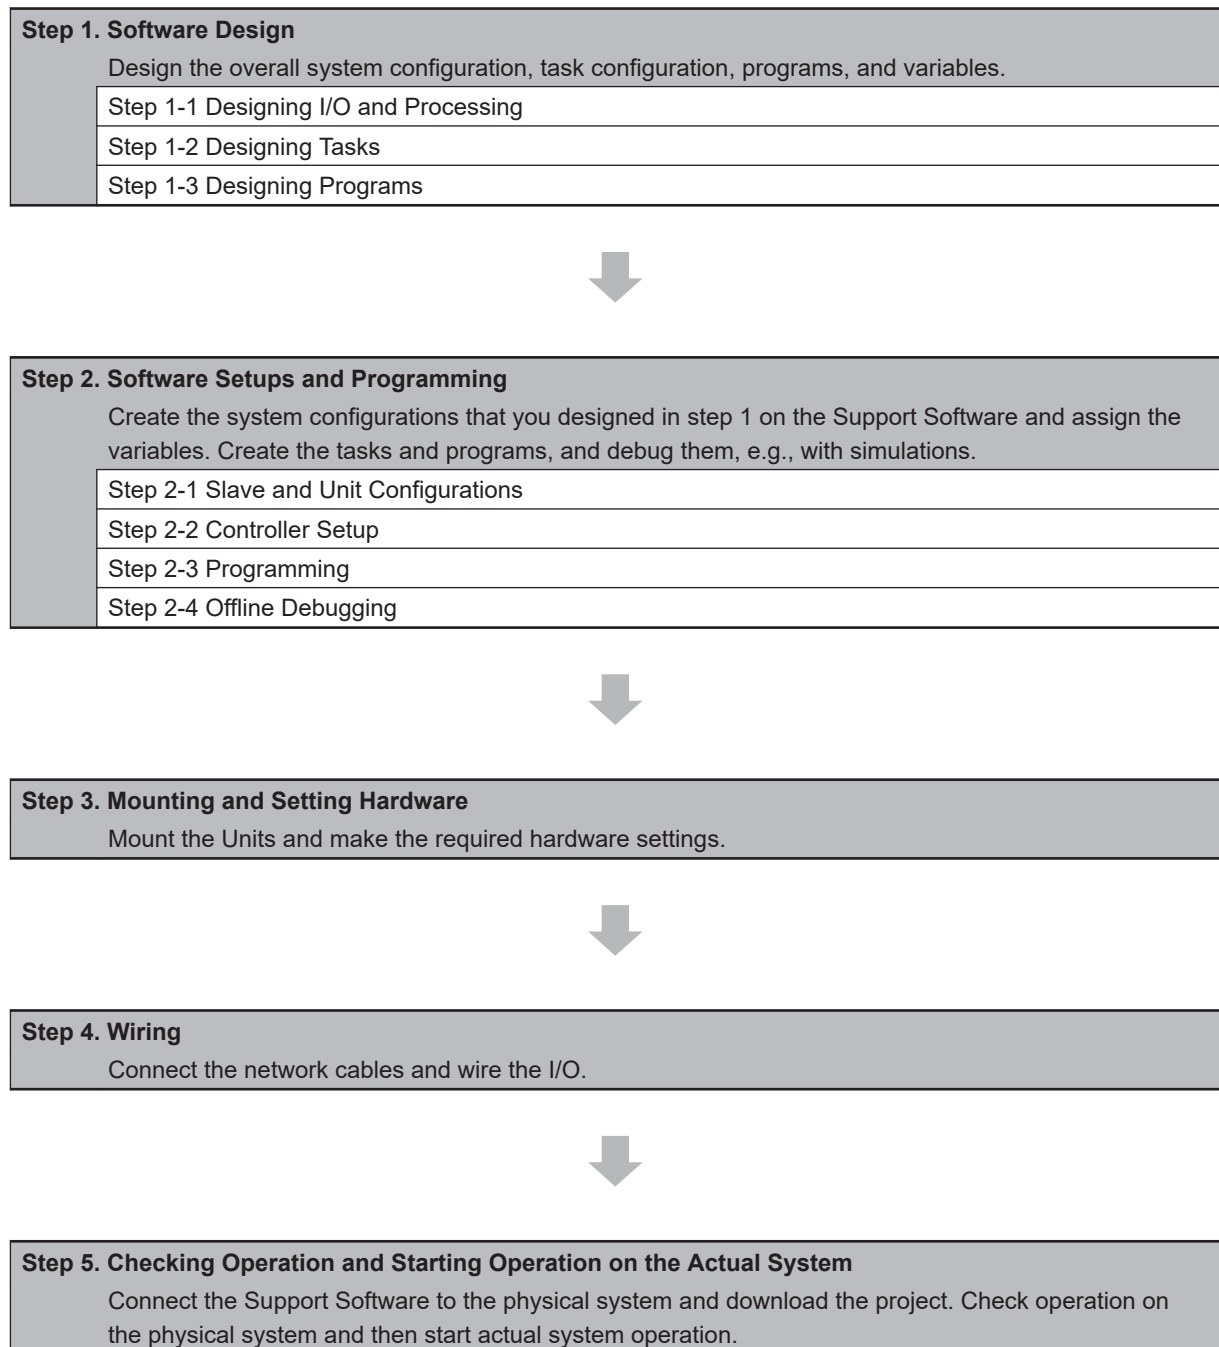 Step 1. Software Design
Design the overall system configuration, task configuration, programs, and variables.
Step 1-1 Designing I/O and Processing
Step 1-2 Designing Tasks
Step 1-3 Designing Programs
Step 2. Software Setups and Programming
Create the system configurations that you designed in step 1 on the Support Software and assign the
variables. Create the tasks and programs, and debug them, e.g., with simulations.
Step 2-1 Slave and Unit Configurations
Step 2-2 Controller Setup
Step 2-3 Programming
Step 2-4 Offline Debugging
Step 3. Mounting and Setting Hardware
Mount the Units and make the required hardware settings.
Step 4. Wiring
Connect the network cables and wire the I/O.
Step 5. Checking Operation and Starting Operation on the Actual System
Connect the Support Software to the physical system and download the project. Check operation on
the physical system and then start actual system operation.